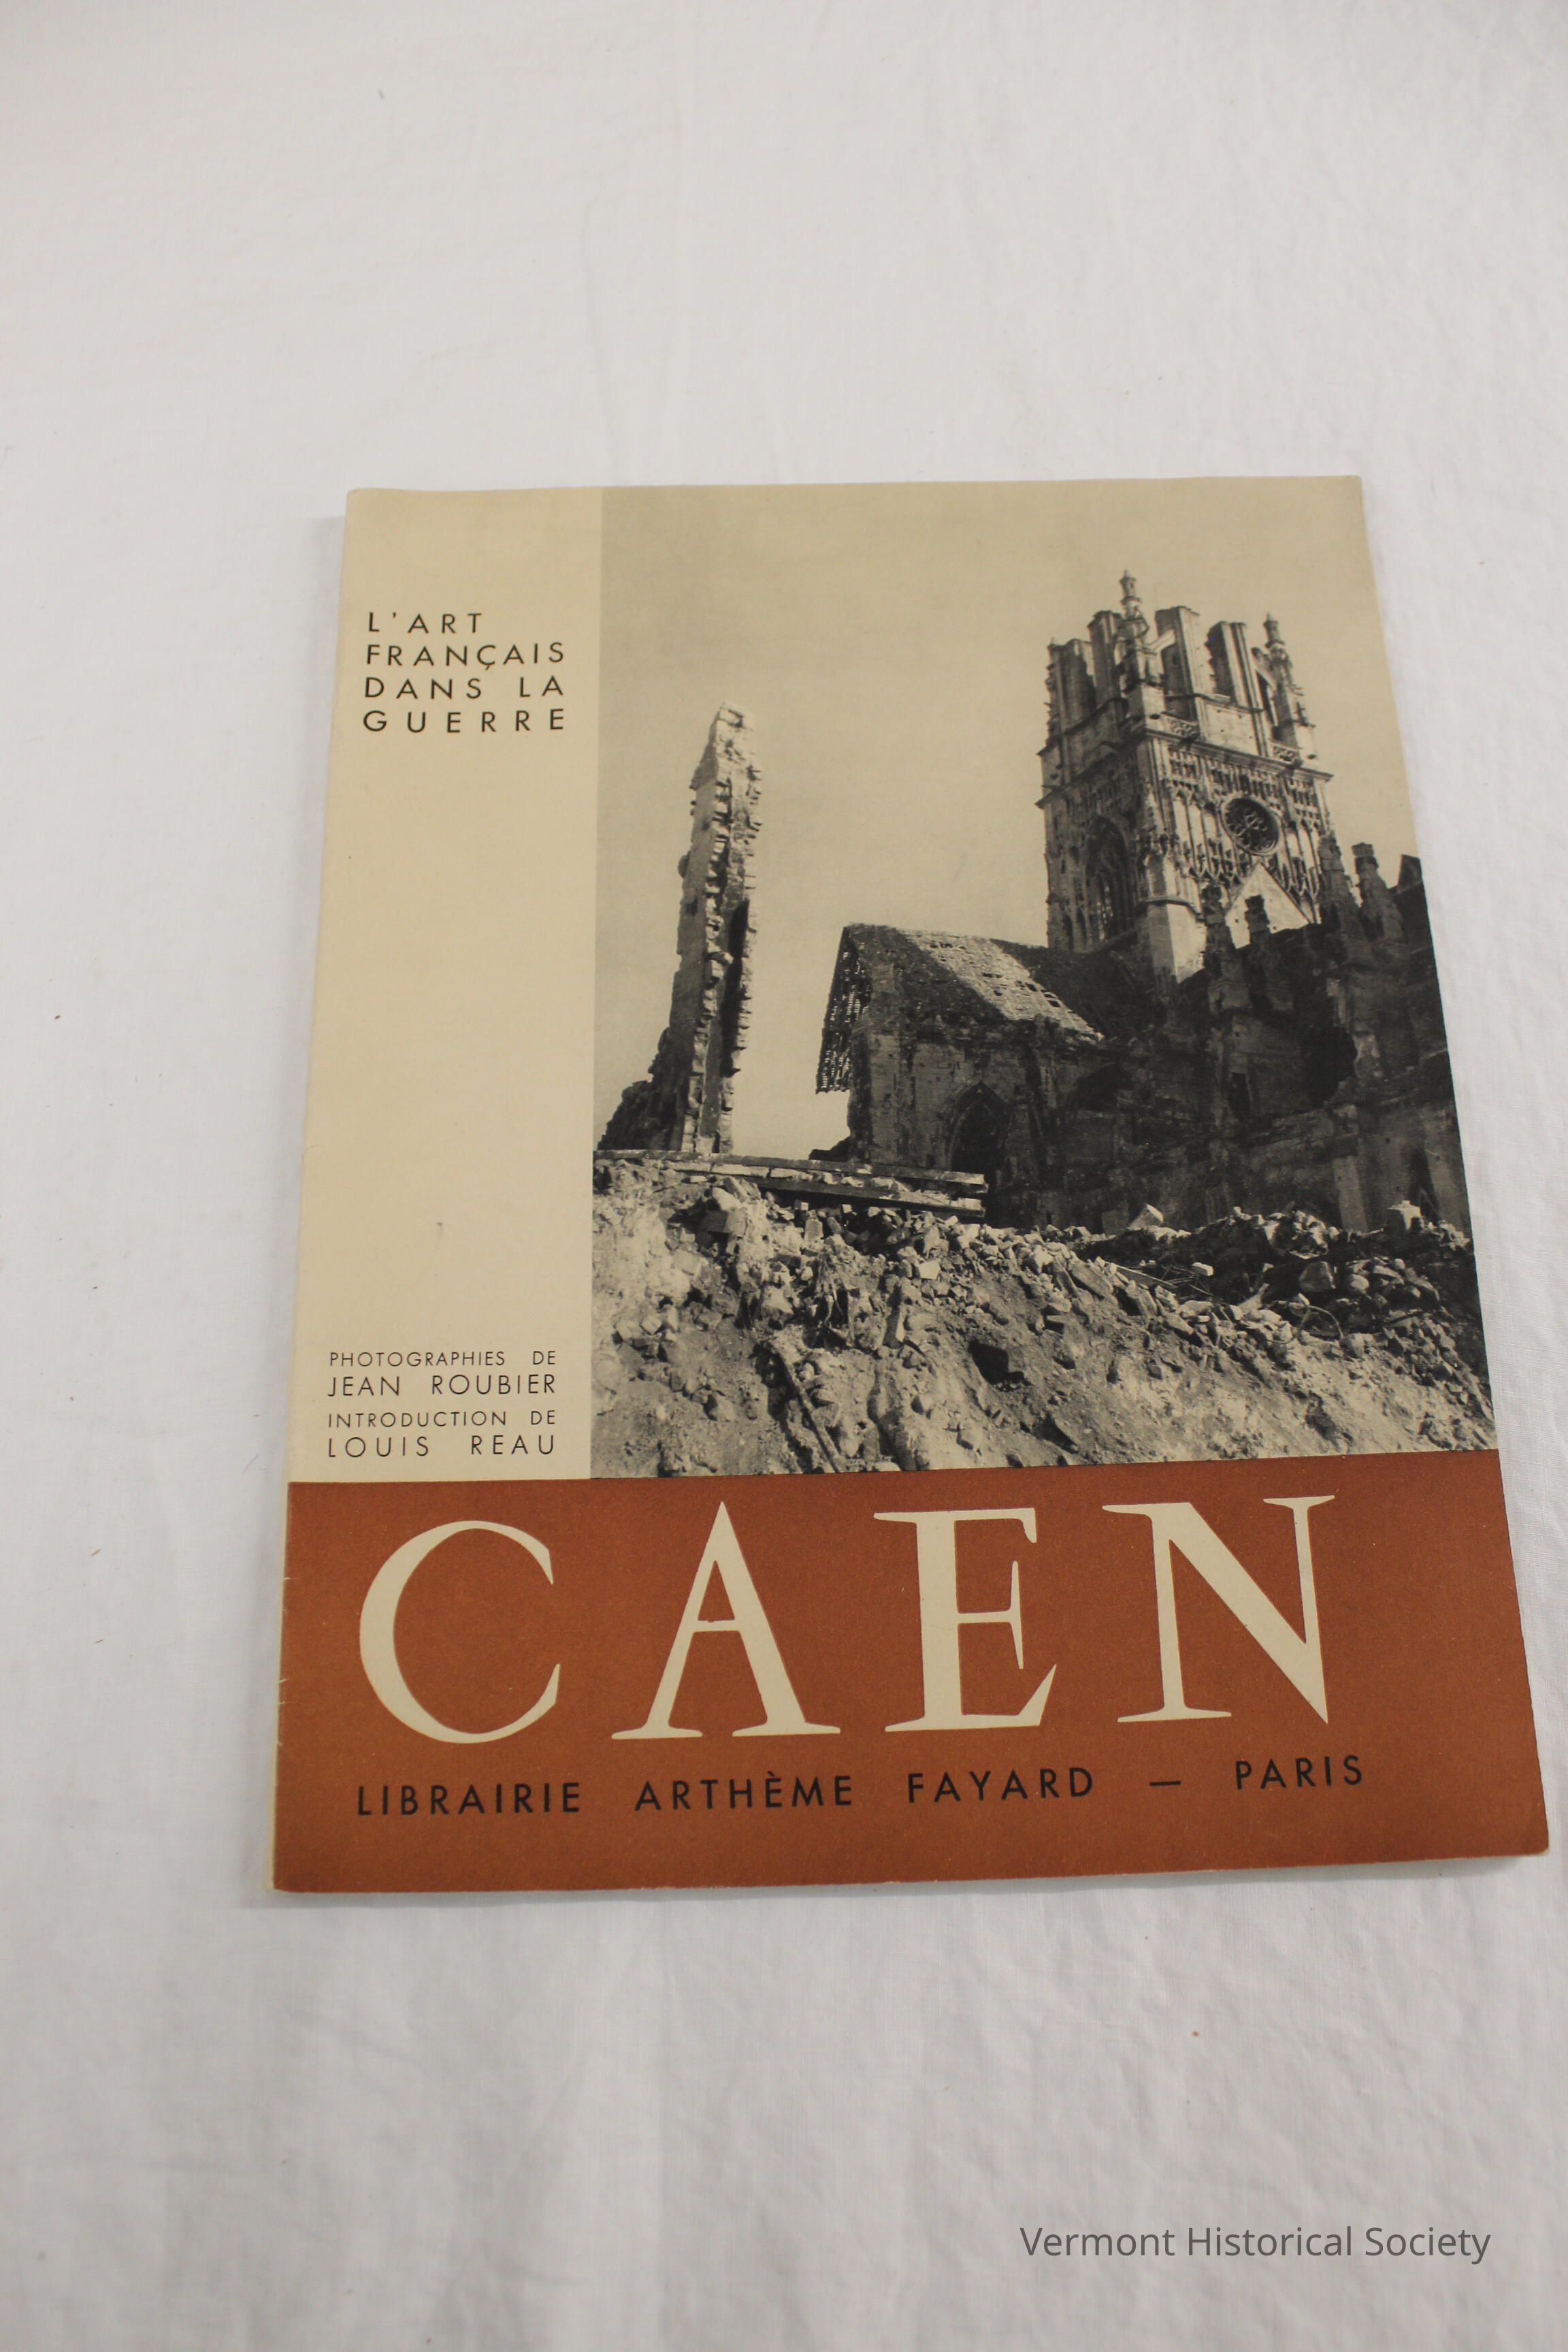 L'ART
FRANÇAIS
DANS LA
GUERRE
PHOTOGRAPHIES DE
JEAN ROUBIER
INTRODUCTION DE
LOUIS REAU
CAEN
LIBRAIRIE ARTHÈME FAYARD — PARIS
Vermont Historical Society